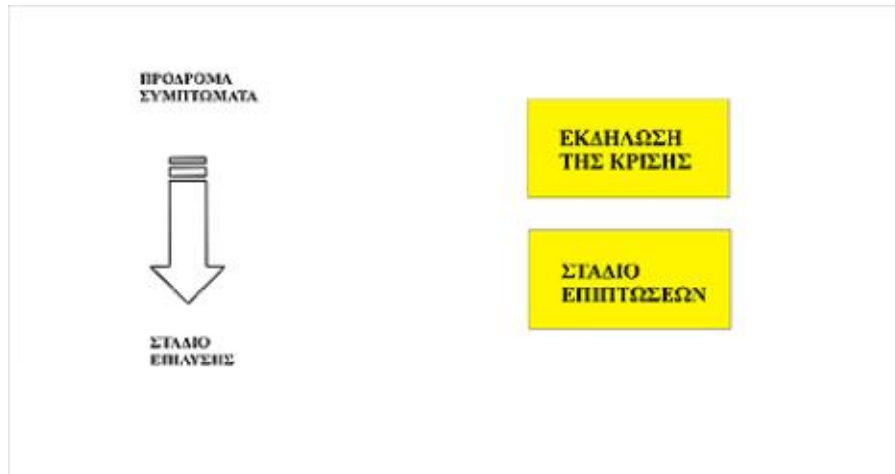 ΠΡΟΔΡΟΜΑ
ΣΥΜΠΤΩΜΑΤΑ
ΣΤΑΔΙΟ
ΕΠΙΛΥΣΗΣ
ΕΚΔΗΛΩΣΗ
ΤΗΣ ΚΡΙΣΗΣ
ΣΤΑΔΙΟ
ΕΠΙΠΤΩΣΕΩΝ